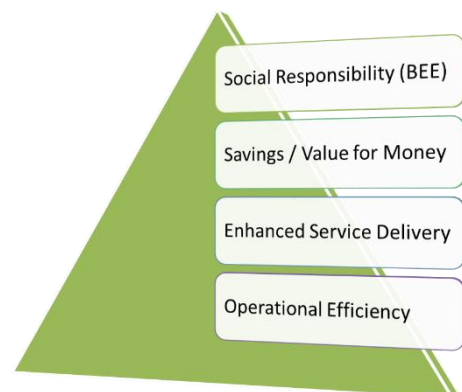 Social Responsibility (BEE)
Savings / Value for Money
Enhanced Service Delivery
Operational Efficiency